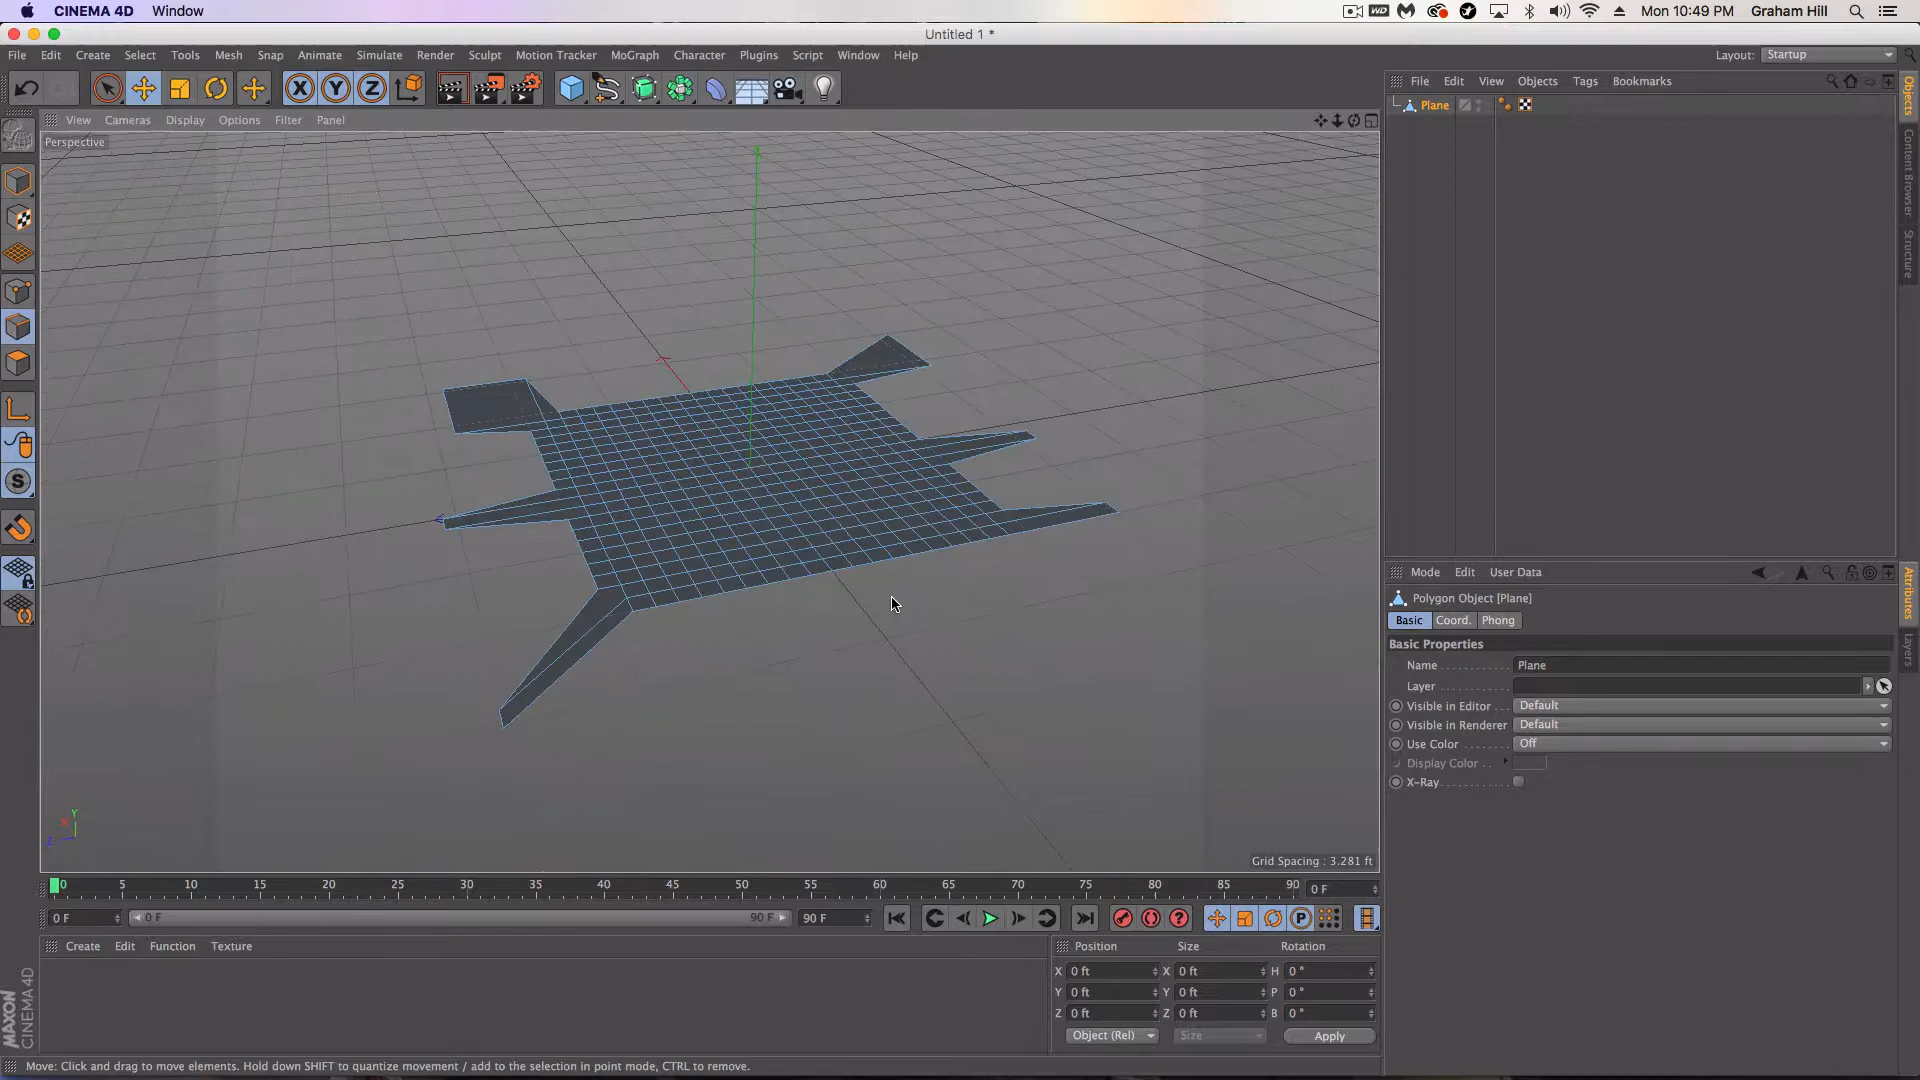 CINEMA 4D Window
Mon 10:49 PM Graham Hill
Untitled 1 *
File Edit Create Select Tools Mesh Snap Animate Simulate Render Sculpt Motion Tracker MoGraph Character Plugins Script Window Help
Layout: Startup
File Edit View Objects Tags Bookmarks
Plane
View Cameras Display Options Filter Panel
Perspective
Objects
Content Browser
Structure
X Y Z
Y
X
Z
Grid Spacing : 3.281 ft
Mode Edit User Data
Polygon Object [Plane]
Basic Coord. Phong
Basic Properties
Name Plane
Layer
Visible in Editor Default
Visible in Renderer Default
Use Color Off
Display Color
X-Ray
Attributes
Layers
0 5 10 15 20 25 30 35 40 45 50 55 60 65 70 75 80 85 90 0 F
0 F 0 F 90 F 90 F
Create Edit Function Texture
Position Size Rotation
X 0 ft X 0 ft H 0 °
Y 0 ft Y 0 ft P 0 °
Z 0 ft Z 0 ft B 0 °
Object (Rel) Size Apply
MAXON
CINEMA 4D
Move: Click and drag to move elements. Hold down SHIFT to quantize movement / add to the selection in point mode, CTRL to remove.